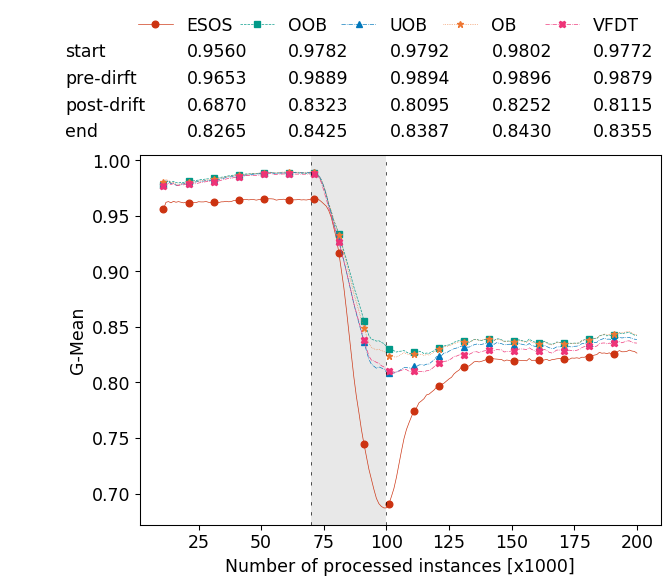 ESOS OOB UOB OB VFDT
start 0.9560 0.9782 0.9792 0.9802 0.9772
pre-dirft 0.9653 0.9889 0.9894 0.9896 0.9879
post-drift 0.6870 0.8323 0.8095 0.8252 0.8115
end 0.8265 0.8425 0.8387 0.8430 0.8355
1.00
0.95
0.90
0.85
0.80
0.75
0.70
G-Mean
25 50 75 100 125 150 175 200
Number of processed instances [x1000]